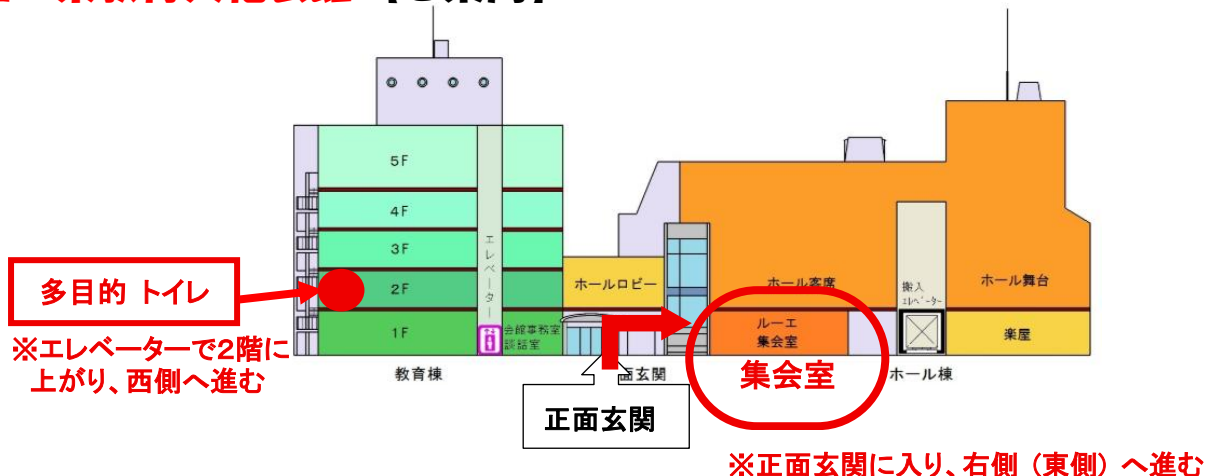 【ご案内】
5F
4F
3F
2F
1F
エレベーター
会館事務室
談話室
ホールロビー
ホール客席
搬入
エレベーター
ホール舞台
ルーエ
集会室
楽屋
多目的 トイレ
※エレベーターで2階に
上がり、西側へ進む
教育棟
面玄関
正面玄関
集会室
ホール棟
※正面玄関に入り、右側（東側）へ進む